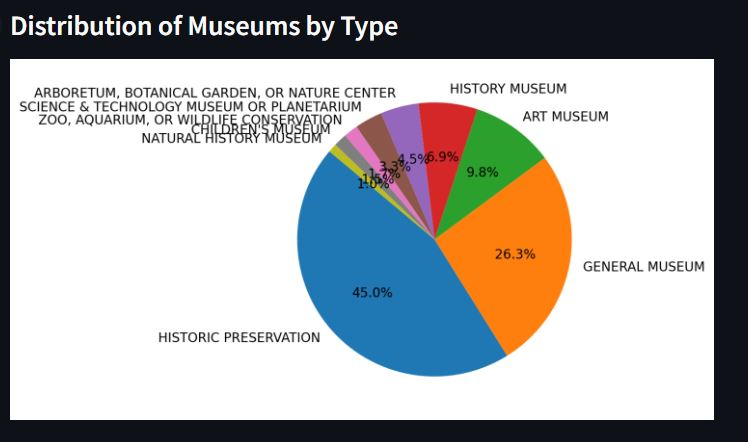 Distribution of Museums by Type
ARBORETUM, BOTANICAL GARDEN, OR NATURE CENTER
HISTORY MUSEUM
SCIENCE & TECHNOLOGY MUSEUM OR PLANETARIUM
ART MUSEUM
ZOO, AQUARIUM, OR WILDLIFE CONSERVATION
CHILDREN'S MUSEUM
NATURAL HISTORY MUSEUM
4.5%
6.9%
3.3%
9.8%
1.0%
26.3%
GENERAL MUSEUM
45.0%
HISTORIC PRESERVATION